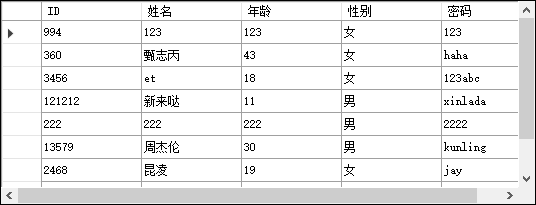 ID 姓名 年龄 性别 密码
994 123 123 女 123
360 甄志丙 43 女 haha
3456 et 18 女 123abc
121212 新来哒 11 男 xinlada
222 222 222 男 2222
13579 周杰伦 30 男 kunling
2468 昆凌 19 女 jay